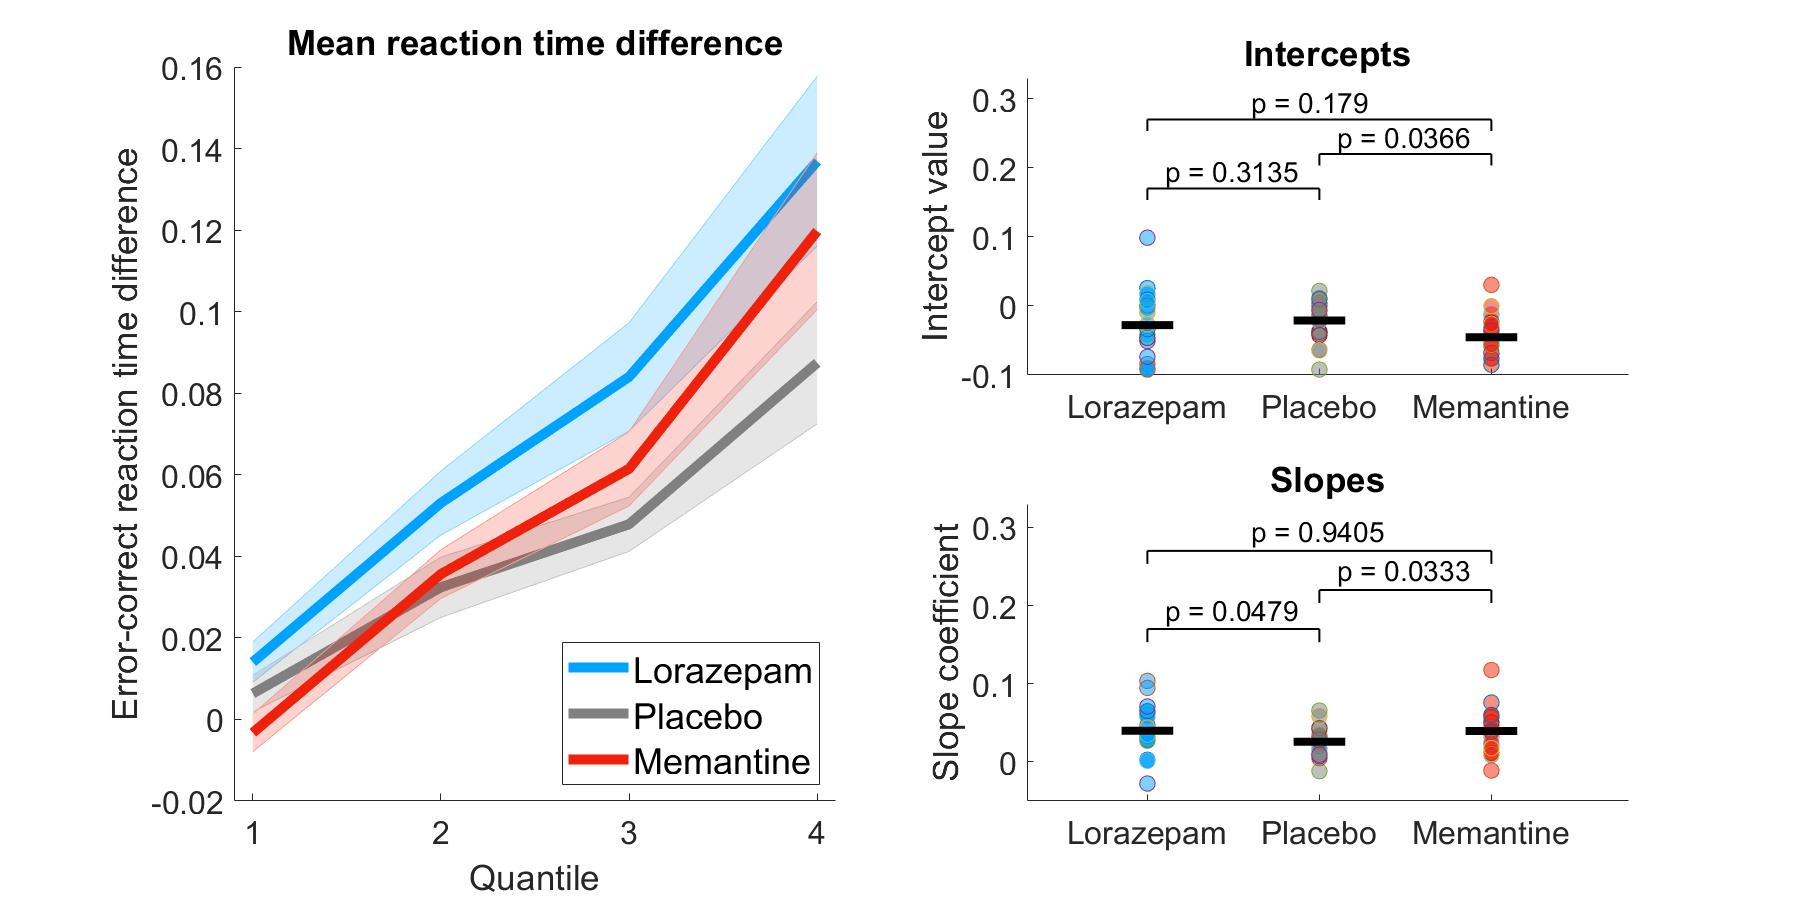 Mean reaction time difference
Error-correct reaction time difference
0.16
0.14
0.12
0.1
0.08
0.06
0.04
0.02
0
-0.02
1 2 3 4
Quantile
Lorazepam
Placebo
Memantine
Intercepts
Intercept value
0.3
0.2
0.1
0
-0.1
p = 0.179
p = 0.0366
p = 0.3135
Lorazepam Placebo Memantine
Slopes
Slope coefficient
0.3
0.2
0.1
0
p = 0.9405
p = 0.0333
p = 0.0479
Lorazepam Placebo Memantine